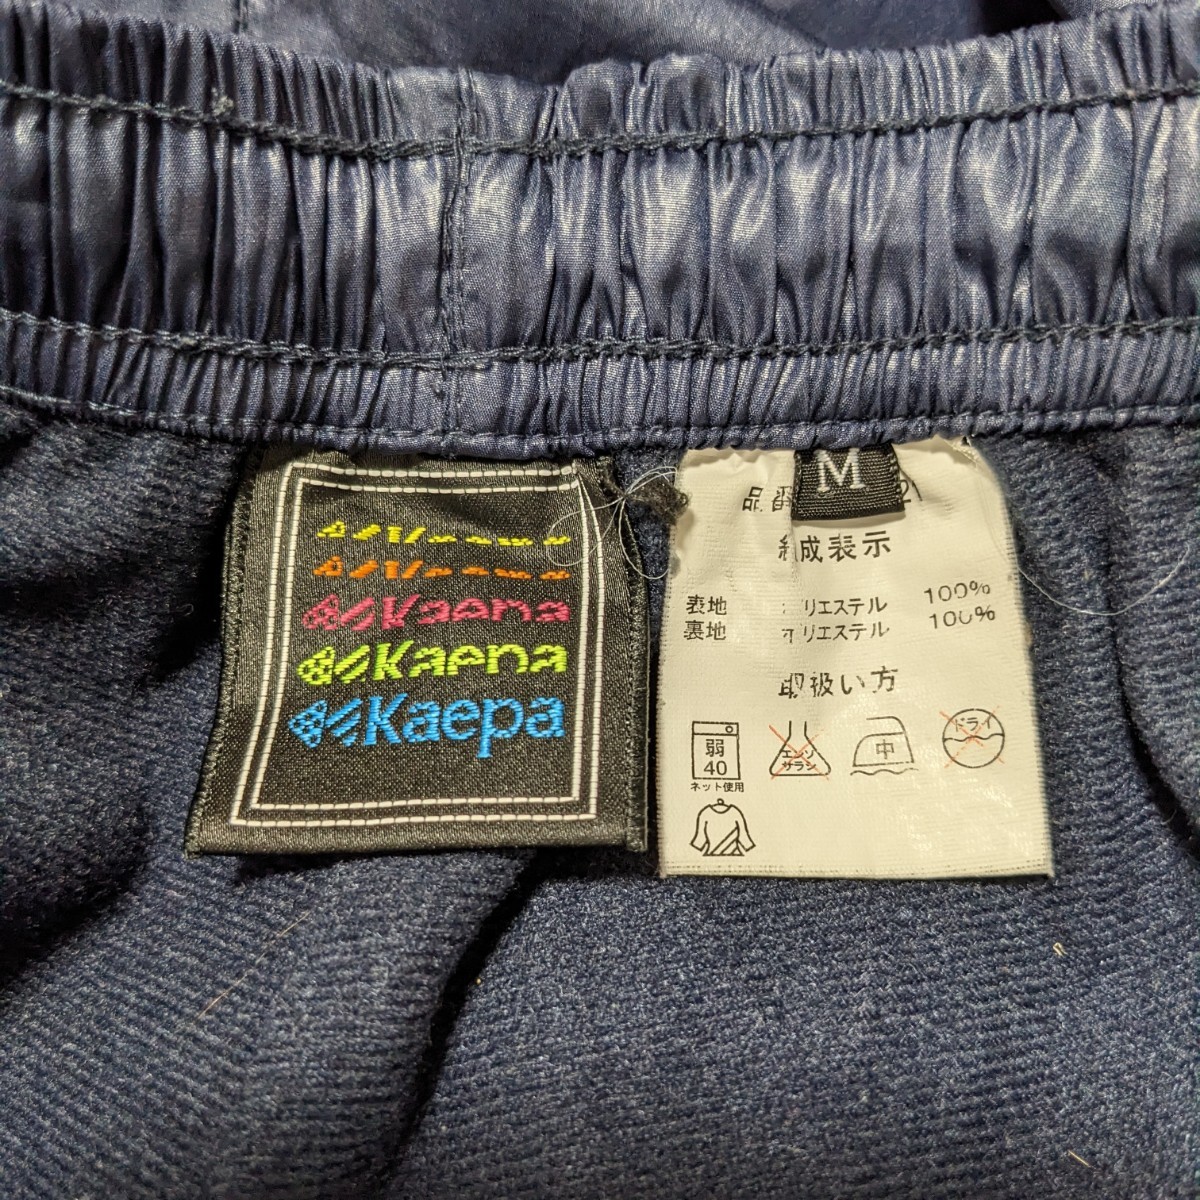 Kaepa
Kaepa
Kaepa
M
品番
組成表示
表地 ポリエステル 100%
裏地 ポリエステル 100%
取扱い方
弱
40
ネット使用
エンソ
サラシ
中
ドライ